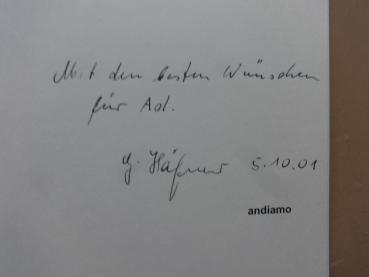 Mit den besten Wünschen
für Ad.
G. Häfner 5.10.01
andiamo